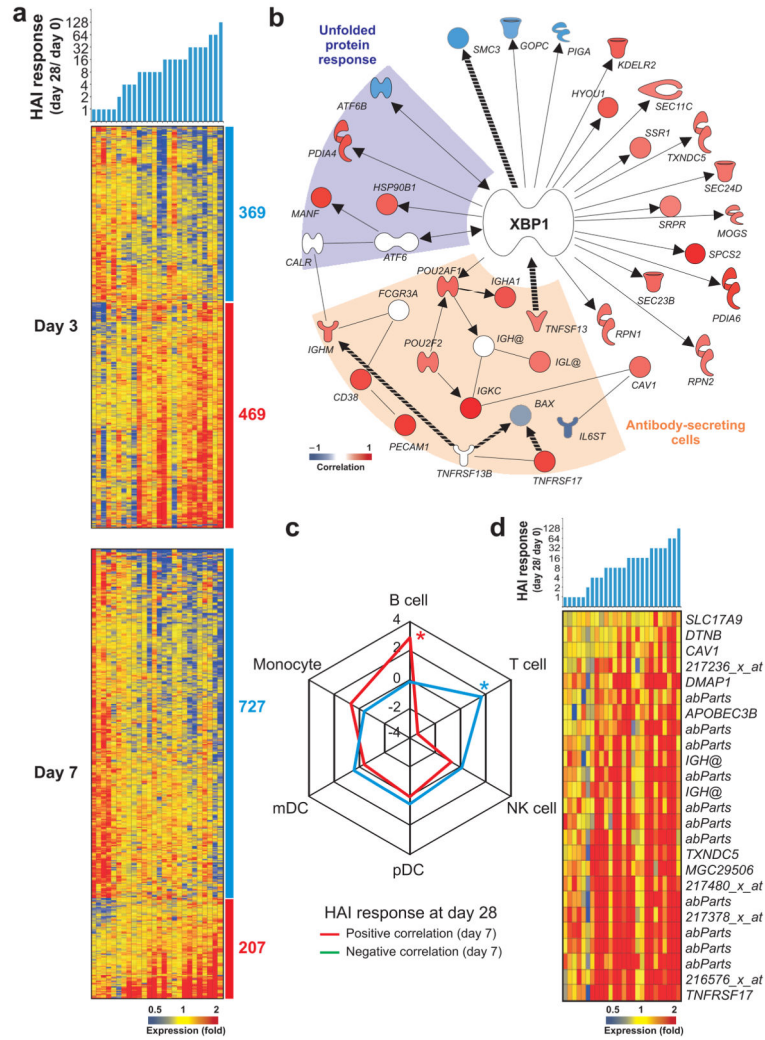 a
HAI response
(day 28/ day 0)
128
64
32
16
8
4
2
1
Day 3
369
469
Day 7
727
207
0.5 1 2
Expression (fold)
b
Unfolded
protein
response
ATF6B
PDIA4
HSP90B1
MANF
CALR
ATF6
SMC3
GOPC
PIGA
KDELR2
HYOU1
SEC11C
SSR1
TXNDC5
SEC24D
XBP1
SRPR
MOGS
SPCS2
SEC23B
PDIA6
RPN1
RPN2
POU2AF1
IGHA1
FCGR3A
TNFSF13
IGHM
POU2F2
IGH@
IGL@
CAV1
CD38
IGKC
BAX
PECAM1
IL6ST
TNFRSF13B
TNFRSF17
Antibody-secreting
cells
−1 1
Correlation
c
B cell
T cell
NK cell
pDC
mDC
Monocyte
4
2
0
-2
-4
*
*
HAI response at day 28
Positive correlation (day 7)
Negative correlation (day 7)
d
HAI response
(day 28/ day 0)
128
64
32
16
8
4
2
1
SLC17A9
DTNB
CAV1
217236_x_at
DMAP1
abParts
APOBEC3B
abParts
abParts
IGH@
abParts
IGH@
abParts
abParts
abParts
TXNDC5
MGC29506
217480_x_at
abParts
217378_x_at
abParts
abParts
abParts
216576_x_at
TNFRSF17
0.5 1 2
Expression (fold)